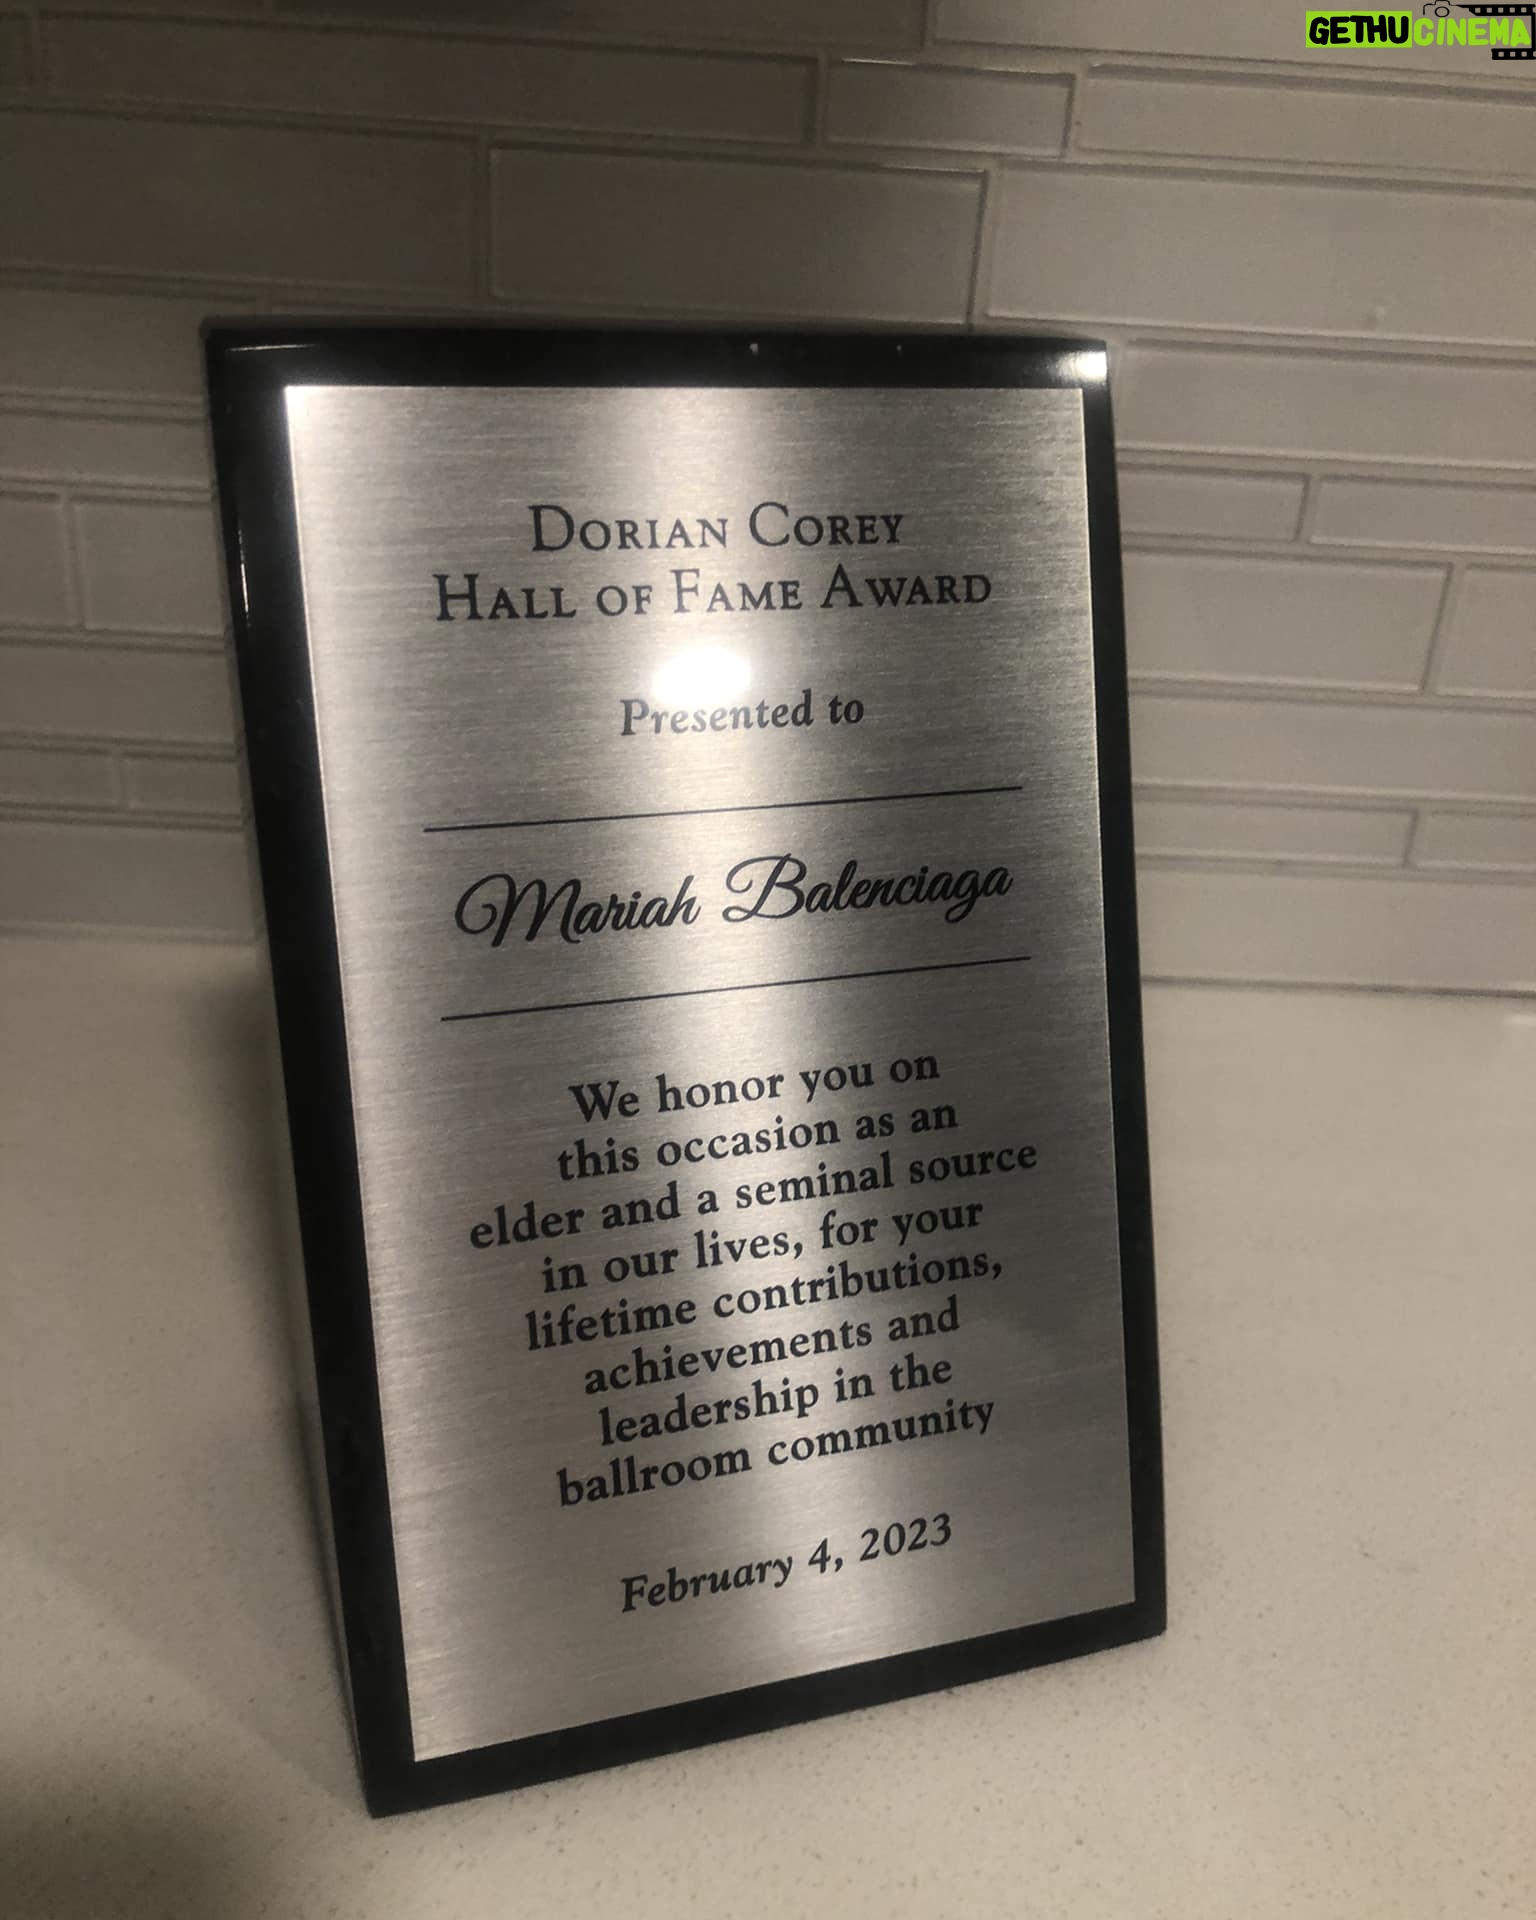 GETHUCINEMA
DORIAN COREY
HALL OF FAME AWARD
Presented to
Mariah Balenciaga
We honor you on
this occasion as an
elder and a seminal source
in our lives, for your
lifetime contributions,
achievements and
leadership in the
ballroom community
February 4, 2023